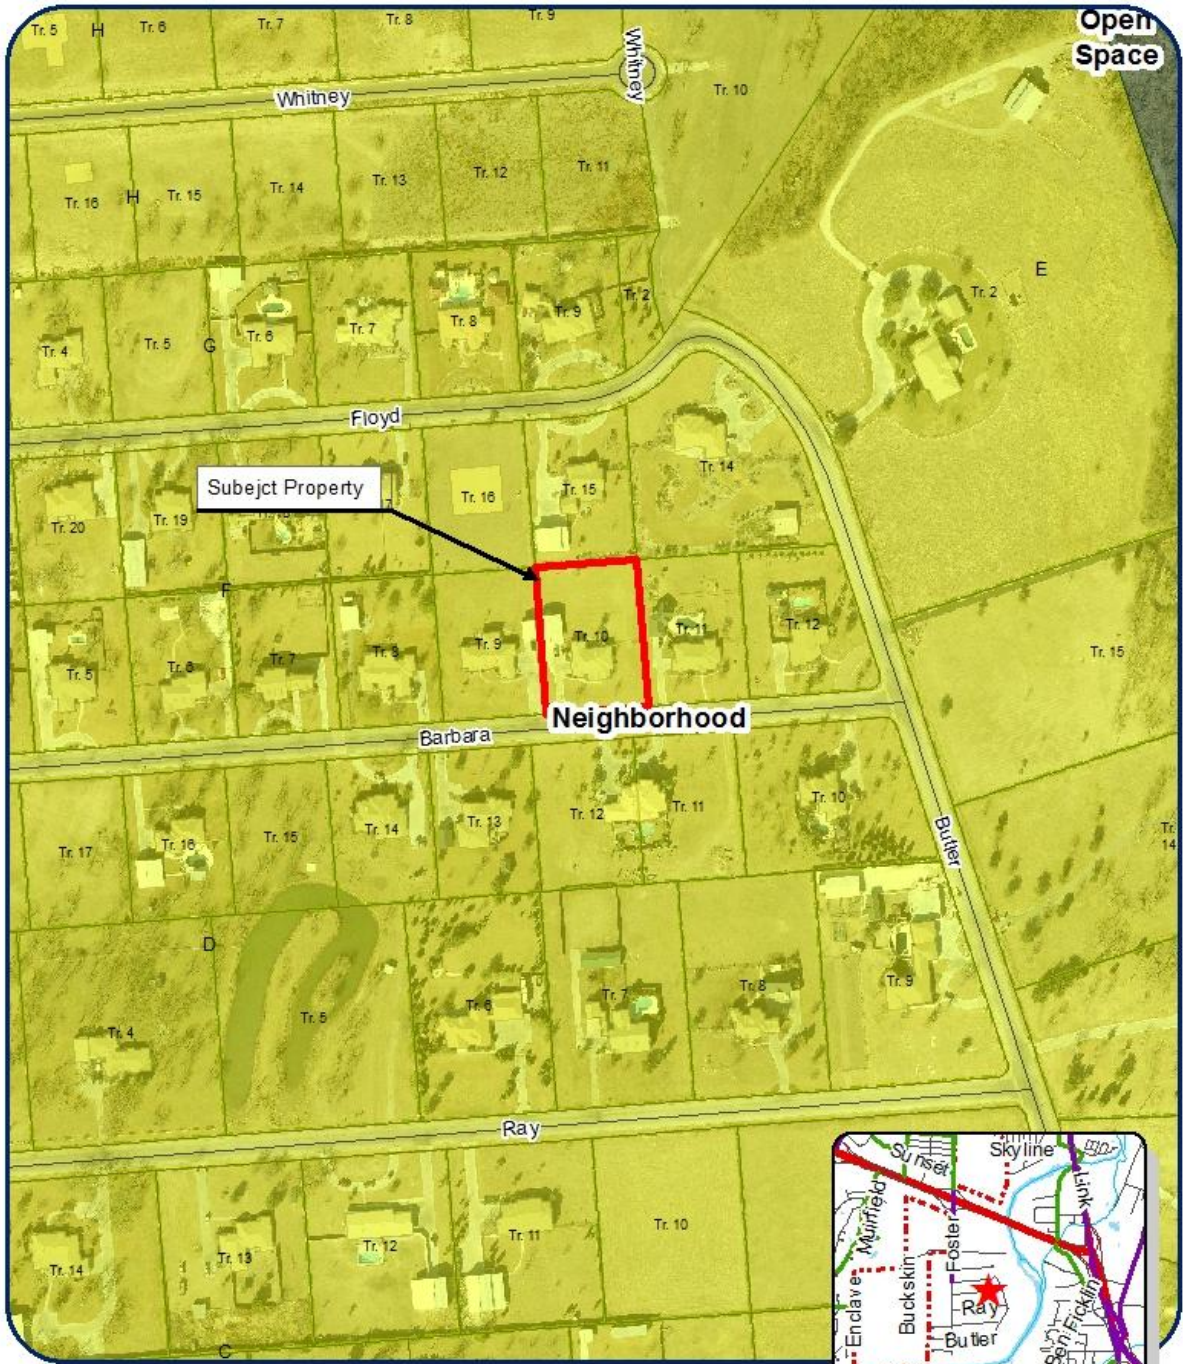 Tr. 5
H
Tr. 6
Tr. 7
Tr. 8
Tr. 9
Open
Space
Whitney
Whitney
Tr. 10
Tr. 16
H
Tr. 15
Tr. 14
Tr. 13
Tr. 12
Tr. 11
E
Tr. 4
Tr. 5
G
Tr. 6
Tr. 7
Tr. 8
Tr. 9
Tr. 2
Tr. 2
Floyd
Subejct Property
Tr. 20
Tr. 19
Tr. 16
Tr. 15
Tr. 14
F
Tr. 5
Tr. 6
Tr. 7
Tr. 8
Tr. 9
Tr. 10
Tr. 11
Tr. 12
Tr. 15
Neighborhood
Barbara
Tr. 17
Tr. 16
Tr. 15
Tr. 14
Tr. 13
Tr. 12
Tr. 11
Tr. 10
Butler
Tr.
14
D
Tr. 4
Tr. 5
Tr. 6
Tr. 7
Tr. 8
Tr. 9
Ray
Tr. 14
Tr. 13
Tr. 12
Tr. 11
Tr. 10
C
Sunset
Skyline
Muirfield
Link
Enclave
Buckskin
Foster
Ray
Butler
Ben Ficklin